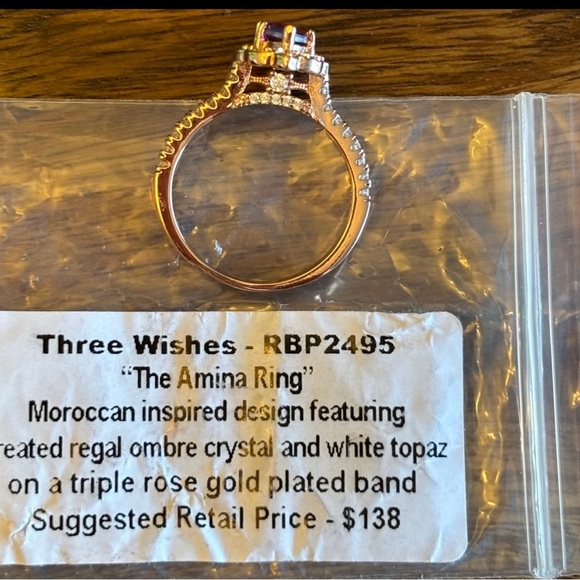 Three Wishes - RBP2495
“The Amina Ring”
Moroccan inspired design featuring
reated regal ombre crystal and white topaz
on a triple rose gold plated band
Suggested Retail Price - $138